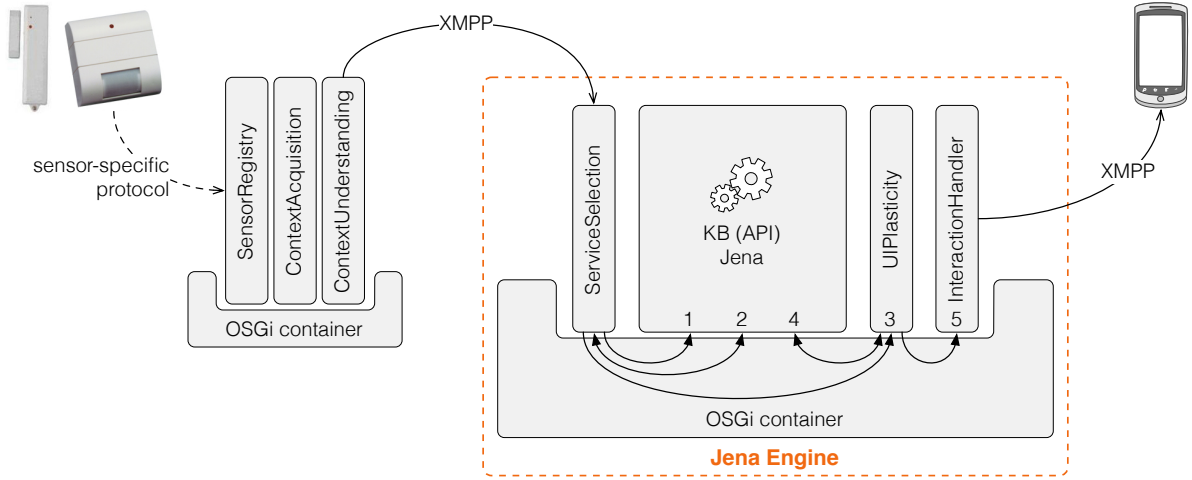 XMPP
sensor-specific
protocol
SensorRegistry
ContextAcquisition
ContextUnderstanding
OSGi container
ServiceSelection
KB (API)
Jena
UIPlasticity
InteractionHandler
XMPP
1 2 4 3 5
OSGi container
Jena Engine